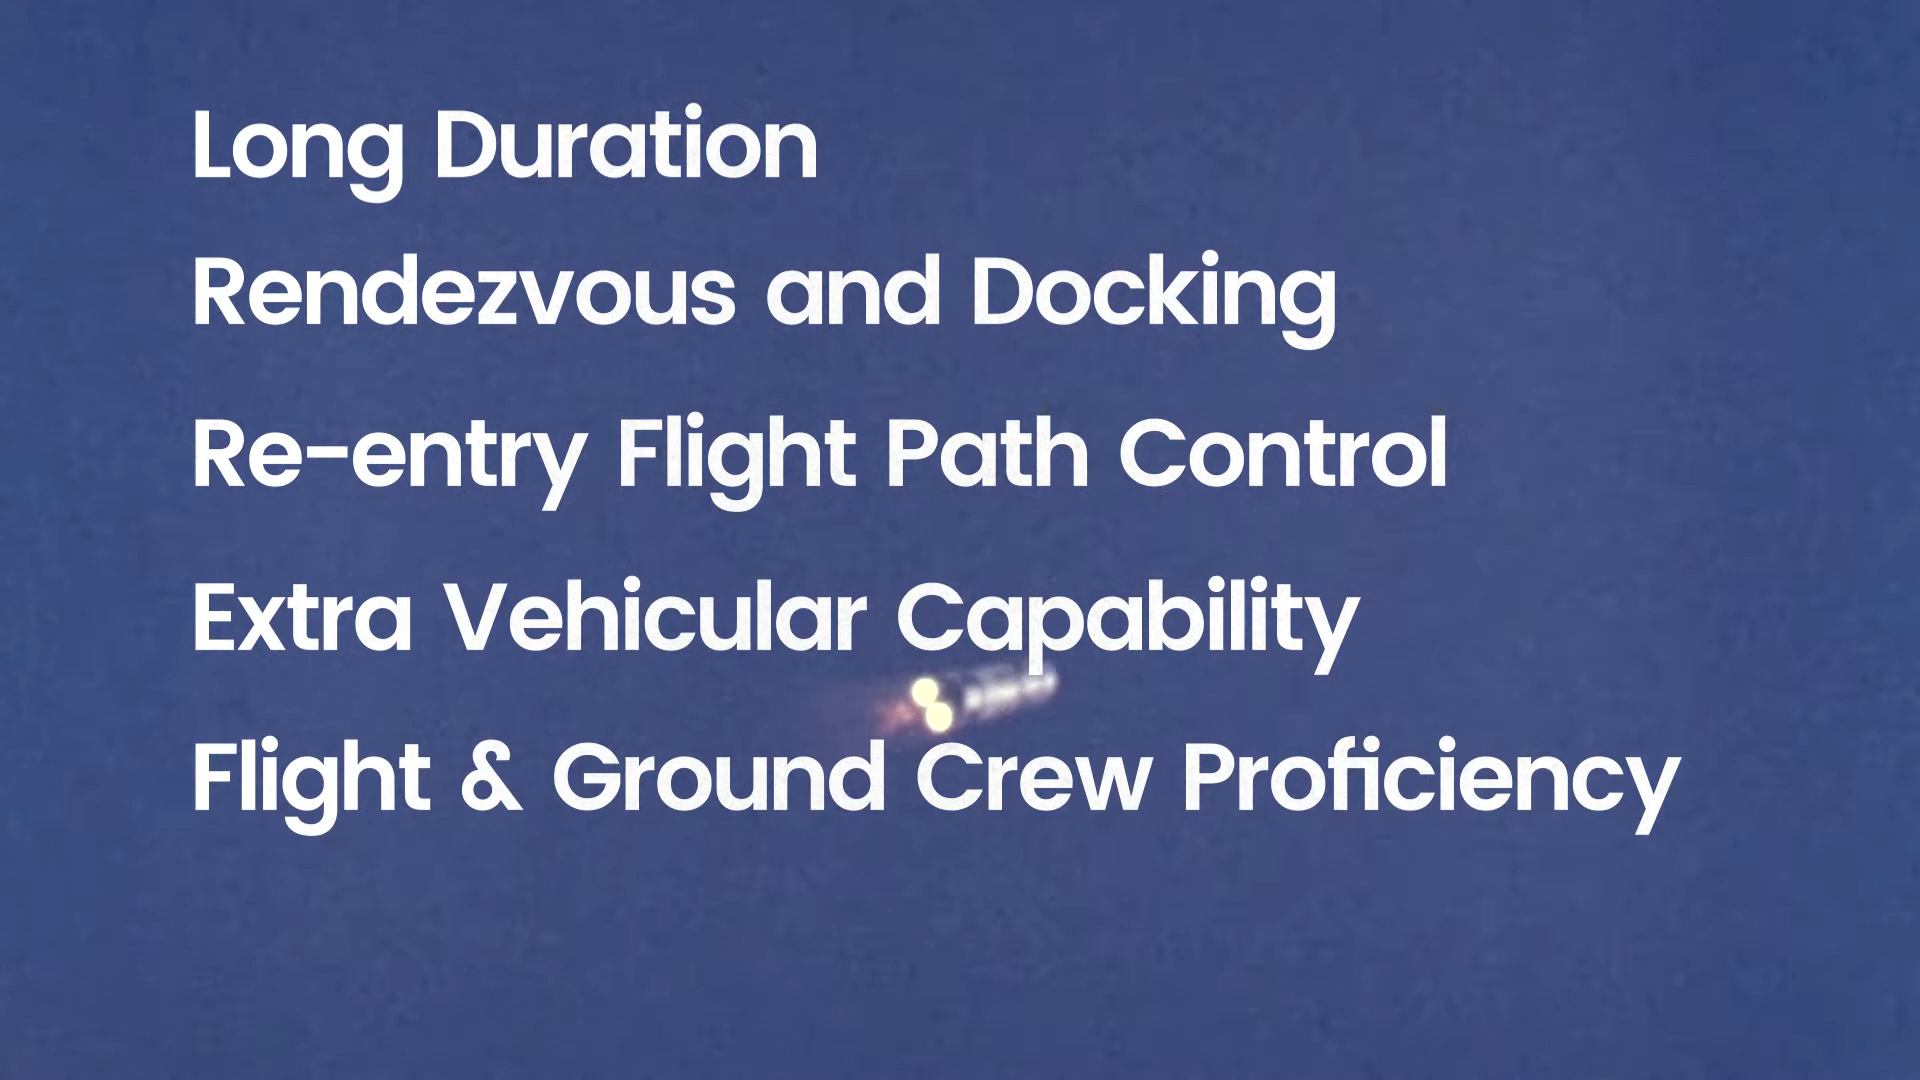 Long Duration
Rendezvous and Docking
Re-entry Flight Path Control
Extra Vehicular Capability
Flight & Ground Crew Proficiency